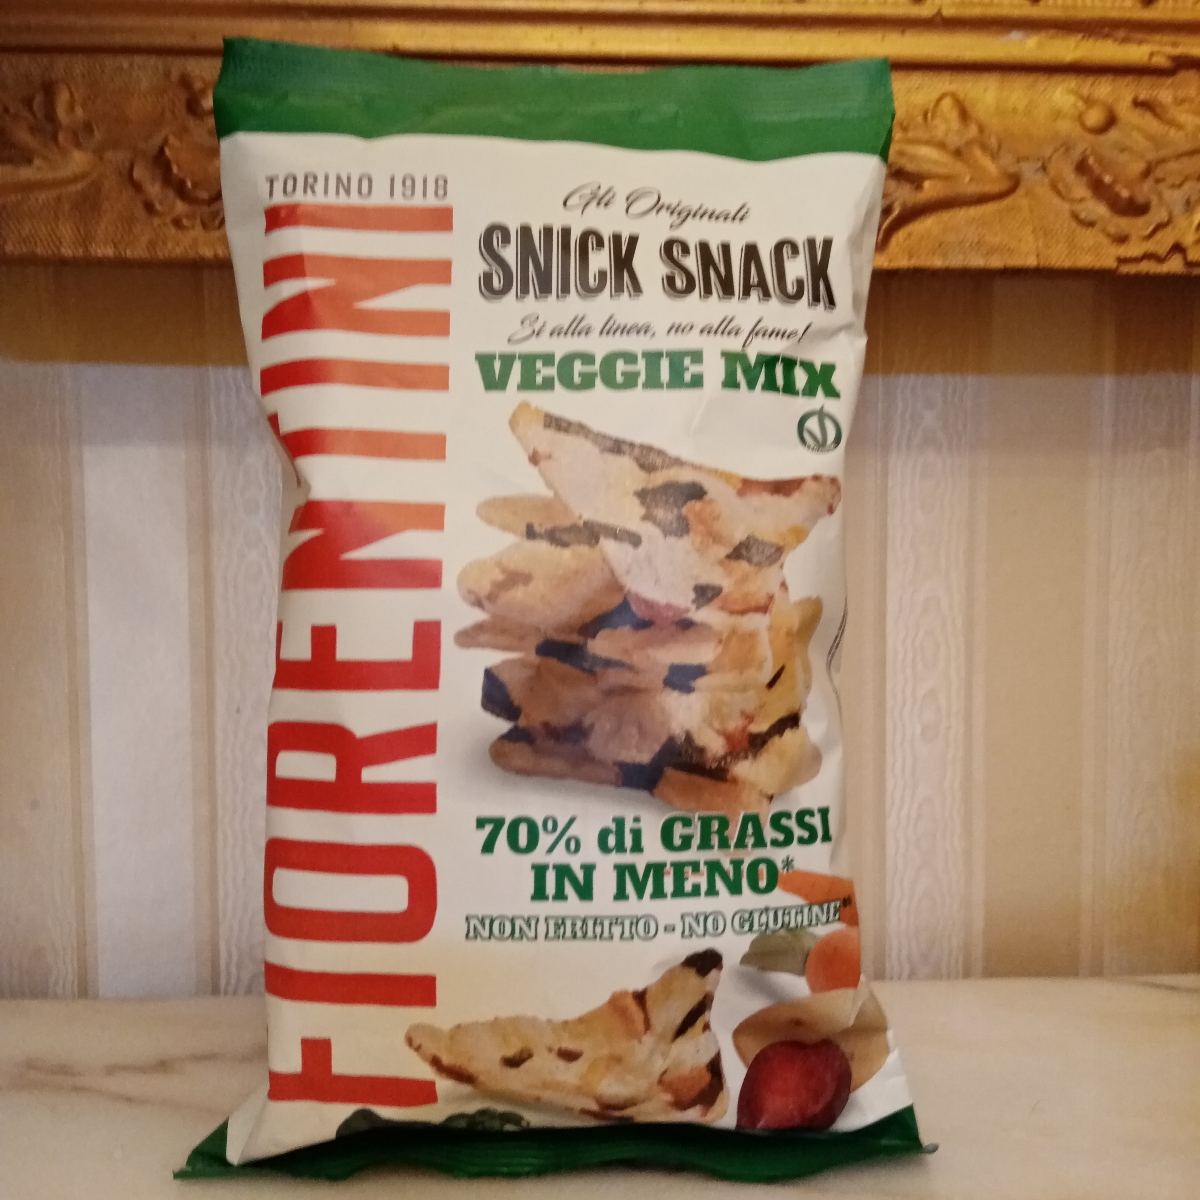 TORINO 1918
FIORENTINI
Gli Originali
SNICK SNACK
Si alla linea, no alla fame!
VEGGIE MIX
70% di GRASSI
IN MENO*
NON FRITTO - NO GLUTINE*